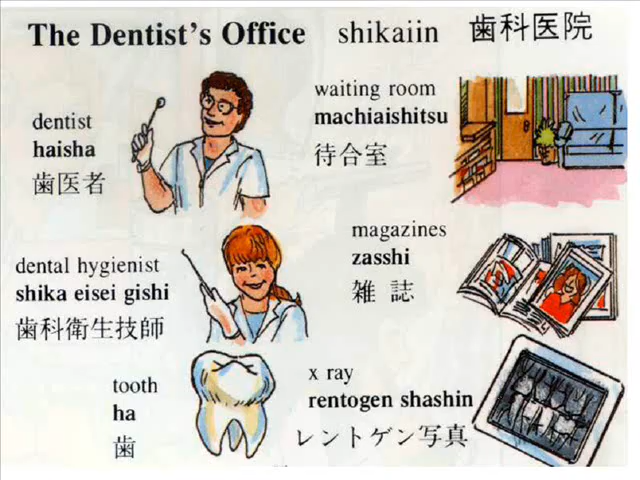 The Dentist's Office shikaiin 歯科医院
dentist
haisha
歯医者
waiting room
machiaishitsu
待合室
dental hygienist
shika eisei gishi
歯科衛生技師
magazines
zasshi
雑誌
tooth
ha
歯
x ray
rentogen shashin
レントゲン写真